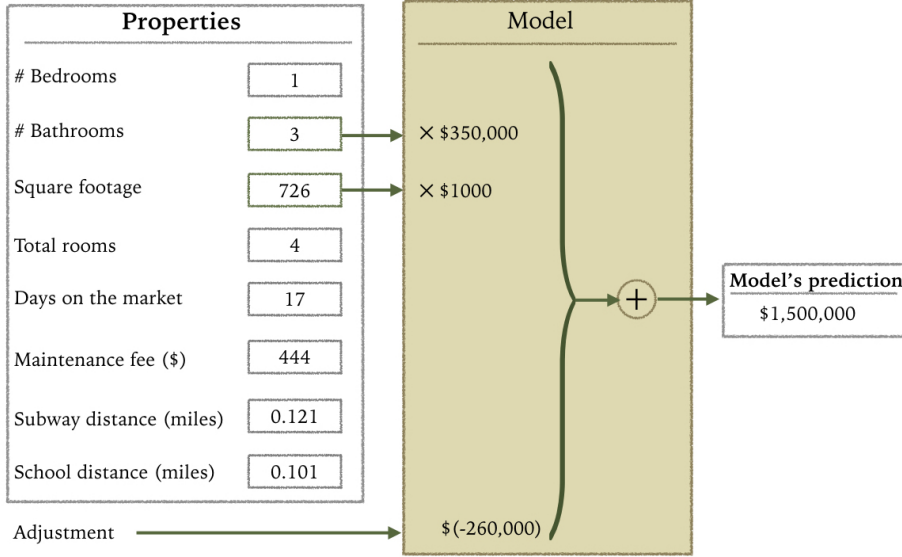 Properties
Model
# Bedrooms 1
# Bathrooms 3 × $350,000
Square footage 726 × $1000
Total rooms 4
Days on the market 17
Maintenance fee ($) 444
Subway distance (miles) 0.121
School distance (miles) 0.101
Adjustment $(-260,000)
+
Model's prediction
$1,500,000